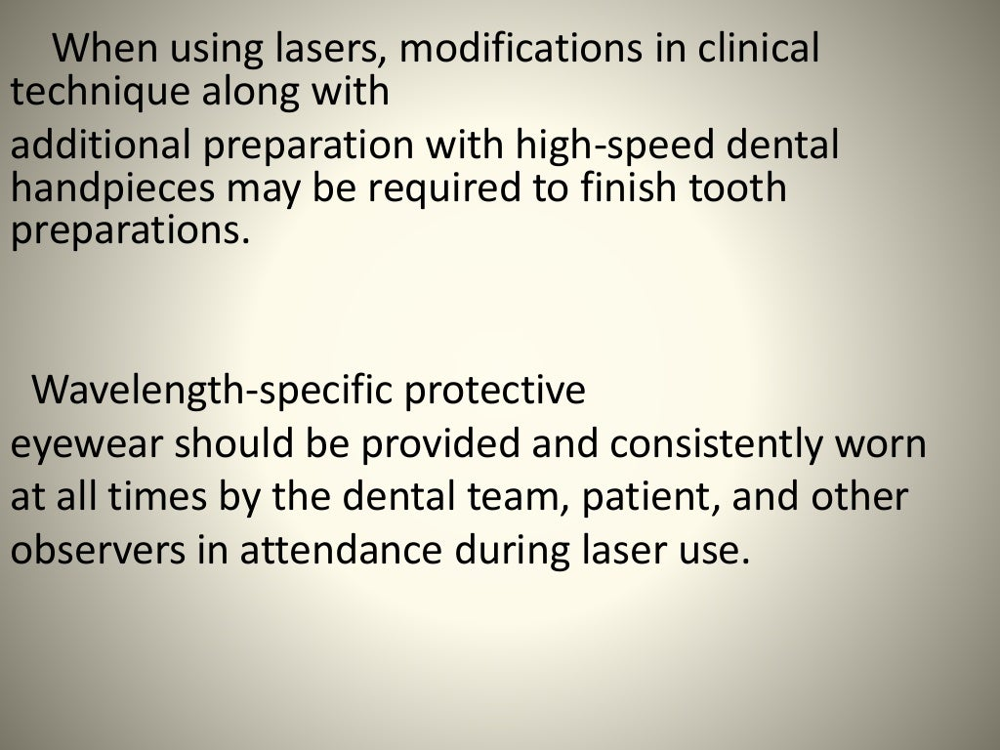 When using lasers, modifications in clinical
technique along with
additional preparation with high-speed dental
handpieces may be required to finish tooth
preparations.
Wavelength-specific protective
eyewear should be provided and consistently worn
at all times by the dental team, patient, and other
observers in attendance during laser use.